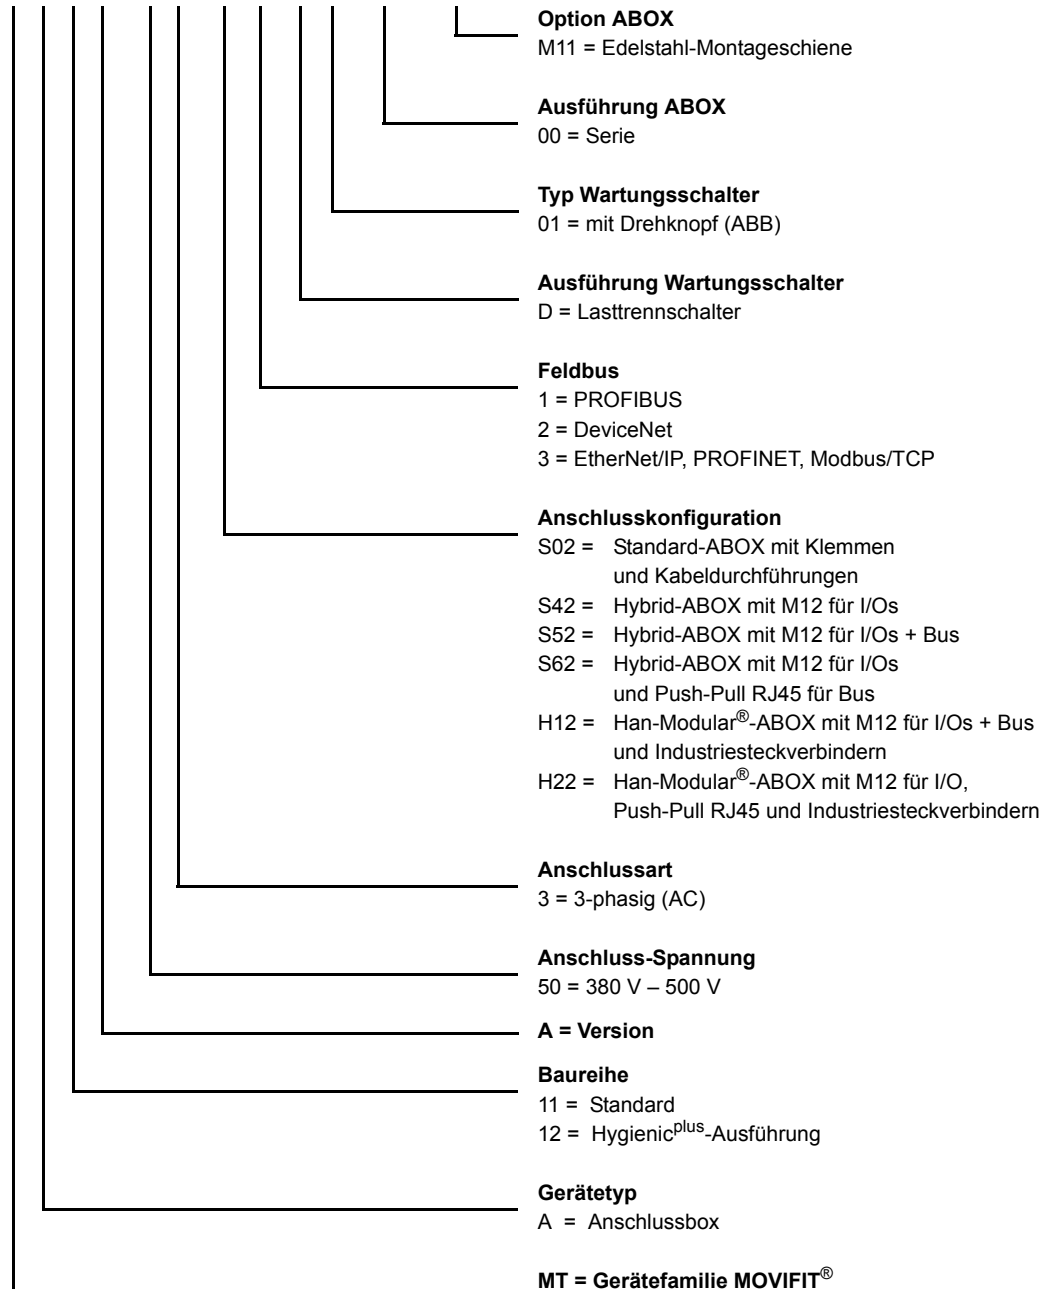 Option ABOX
M11 = Edelstahl-Montageschiene
Ausführung ABOX
00 = Serie
Typ Wartungsschalter
01 = mit Drehknopf (ABB)
Ausführung Wartungsschalter
D = Lasttrennschalter
Feldbus
1 = PROFIBUS
2 = DeviceNet
3 = EtherNet/IP, PROFINET, Modbus/TCP
Anschlusskonfiguration
S02 = Standard-ABOX mit Klemmen
und Kabeldurchführungen
S42 = Hybrid-ABOX mit M12 für I/Os
S52 = Hybrid-ABOX mit M12 für I/Os + Bus
S62 = Hybrid-ABOX mit M12 für I/Os
und Push-Pull RJ45 für Bus
H12 = Han-Modular®-ABOX mit M12 für I/Os + Bus
und Industriesteckverbindern
H22 = Han-Modular®-ABOX mit M12 für I/O,
Push-Pull RJ45 und Industriesteckverbindern
Anschlussart
3 = 3-phasig (AC)
Anschluss-Spannung
50 = 380 V – 500 V
A = Version
Baureihe
11 = Standard
12 = Hygienicplus-Ausführung
Gerätetyp
A = Anschlussbox
MT = Gerätefamilie MOVIFIT®